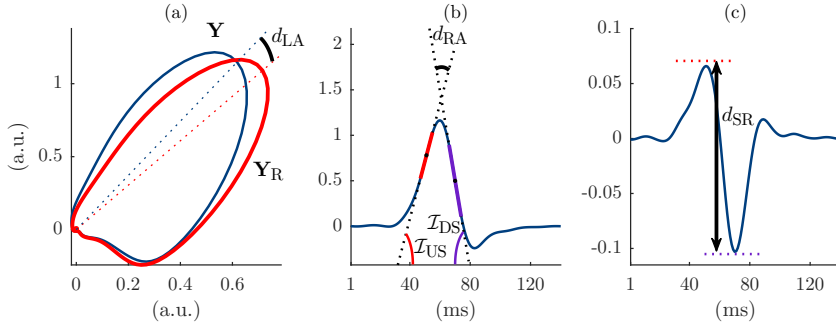 (a)
Y
d_LA
Y_R
1
0.5
0
0
0.2
0.4
0.6
(a.u.)
(a.u.)
(b)
d_RA
2
1.5
1
0.5
0
I_DS
I_US
1
40
80
120
(ms)
(c)
0.1
0.05
0
-0.05
-0.1
d_SR
1
40
80
120
(ms)